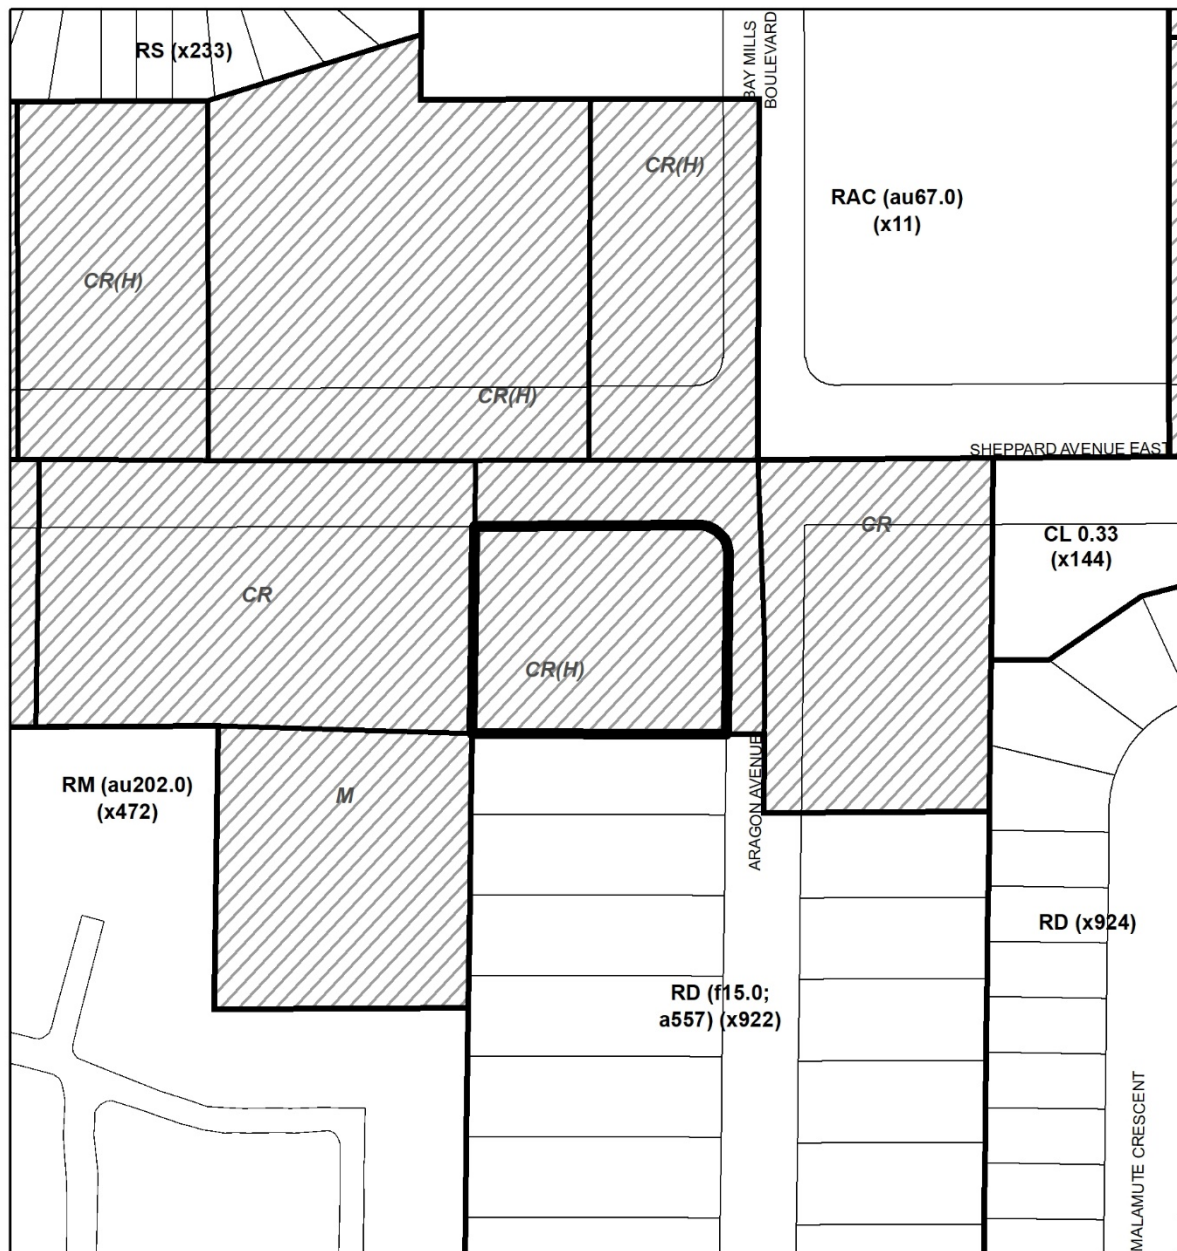 RS (x233)
BAY MILLS
BOULEVARD
CR(H)
RAC (au67.0)
(x11)
CR(H)
CR(H)
SHEPPARD AVENUE EAST
CR
CL 0.33
(x144)
CR
CR(H)
ARAGON AVENUE
RM (au202.0)
(x472)
M
RD (x924)
RD (f15.0;
a557) (x922)
MALAMUTE CRESCENT